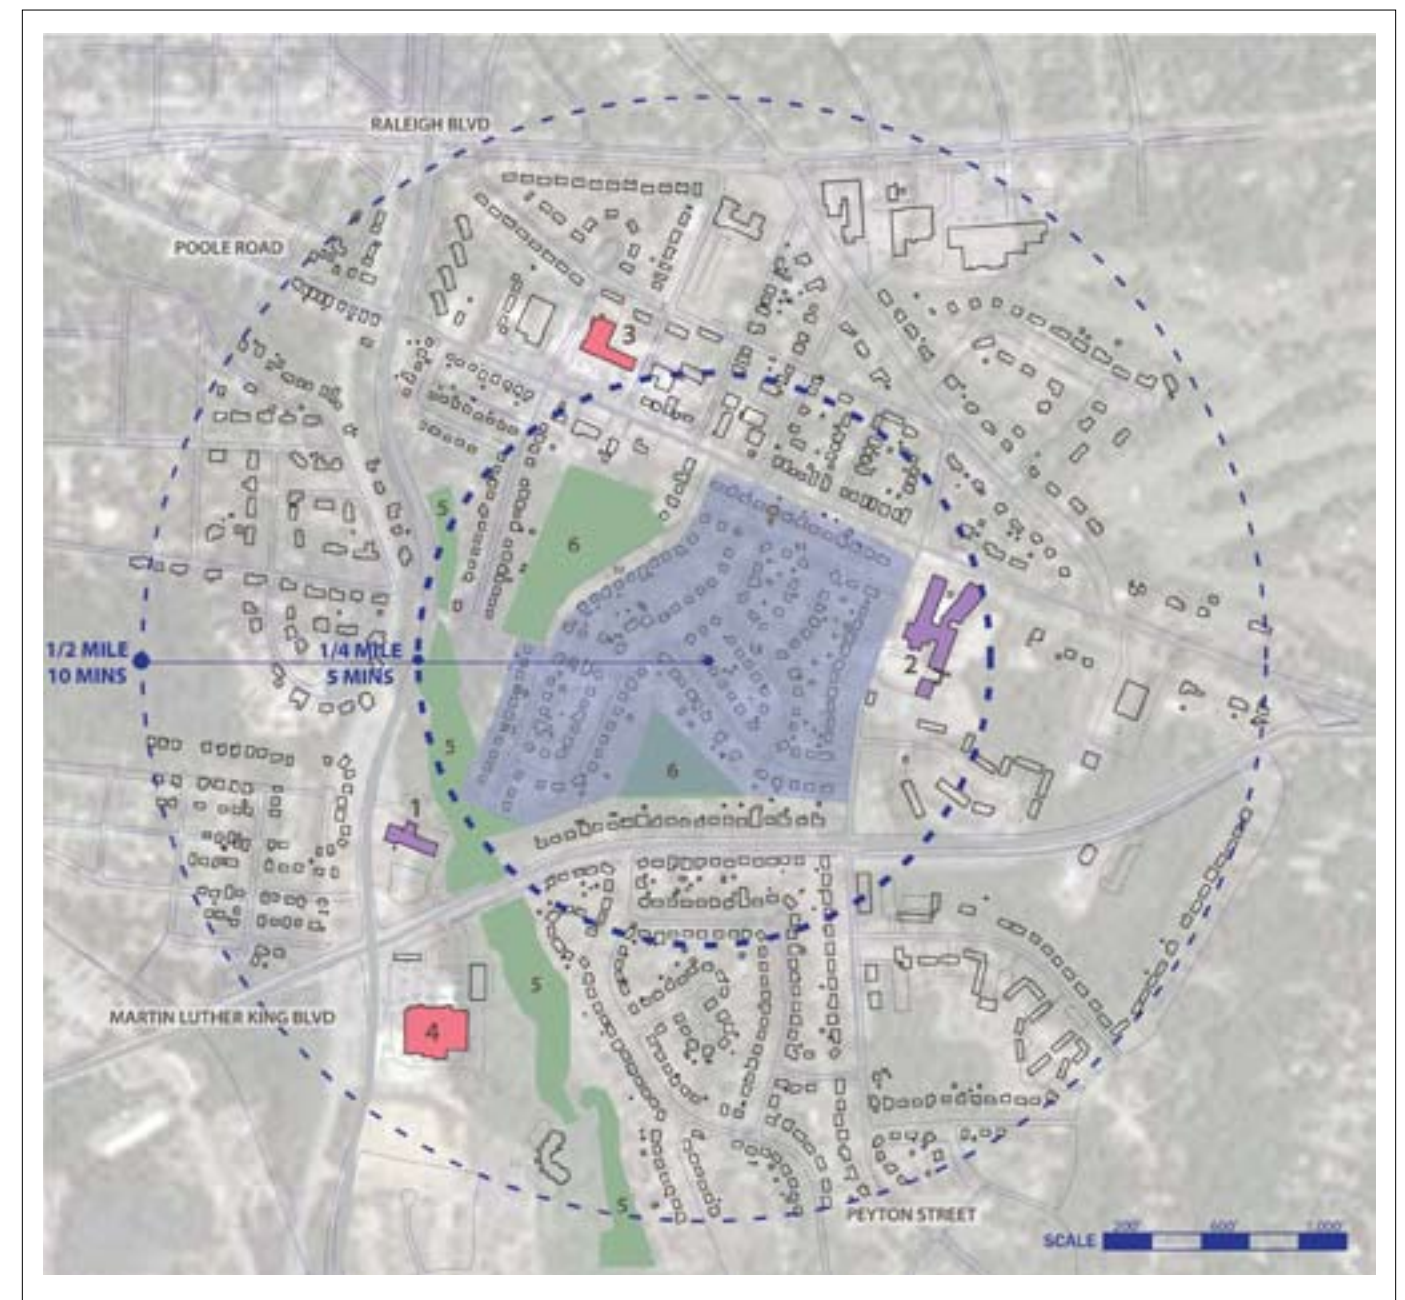 RALEIGH BLVD
POOLE ROAD
3
5
6
1/2 MILE
10 MINS
1/4 MILE
5 MINS
2
5
6
1
5
MARTIN LUTHER KING BLVD
4
5
PEYTON STREET
200' 600' 1,000'
SCALE